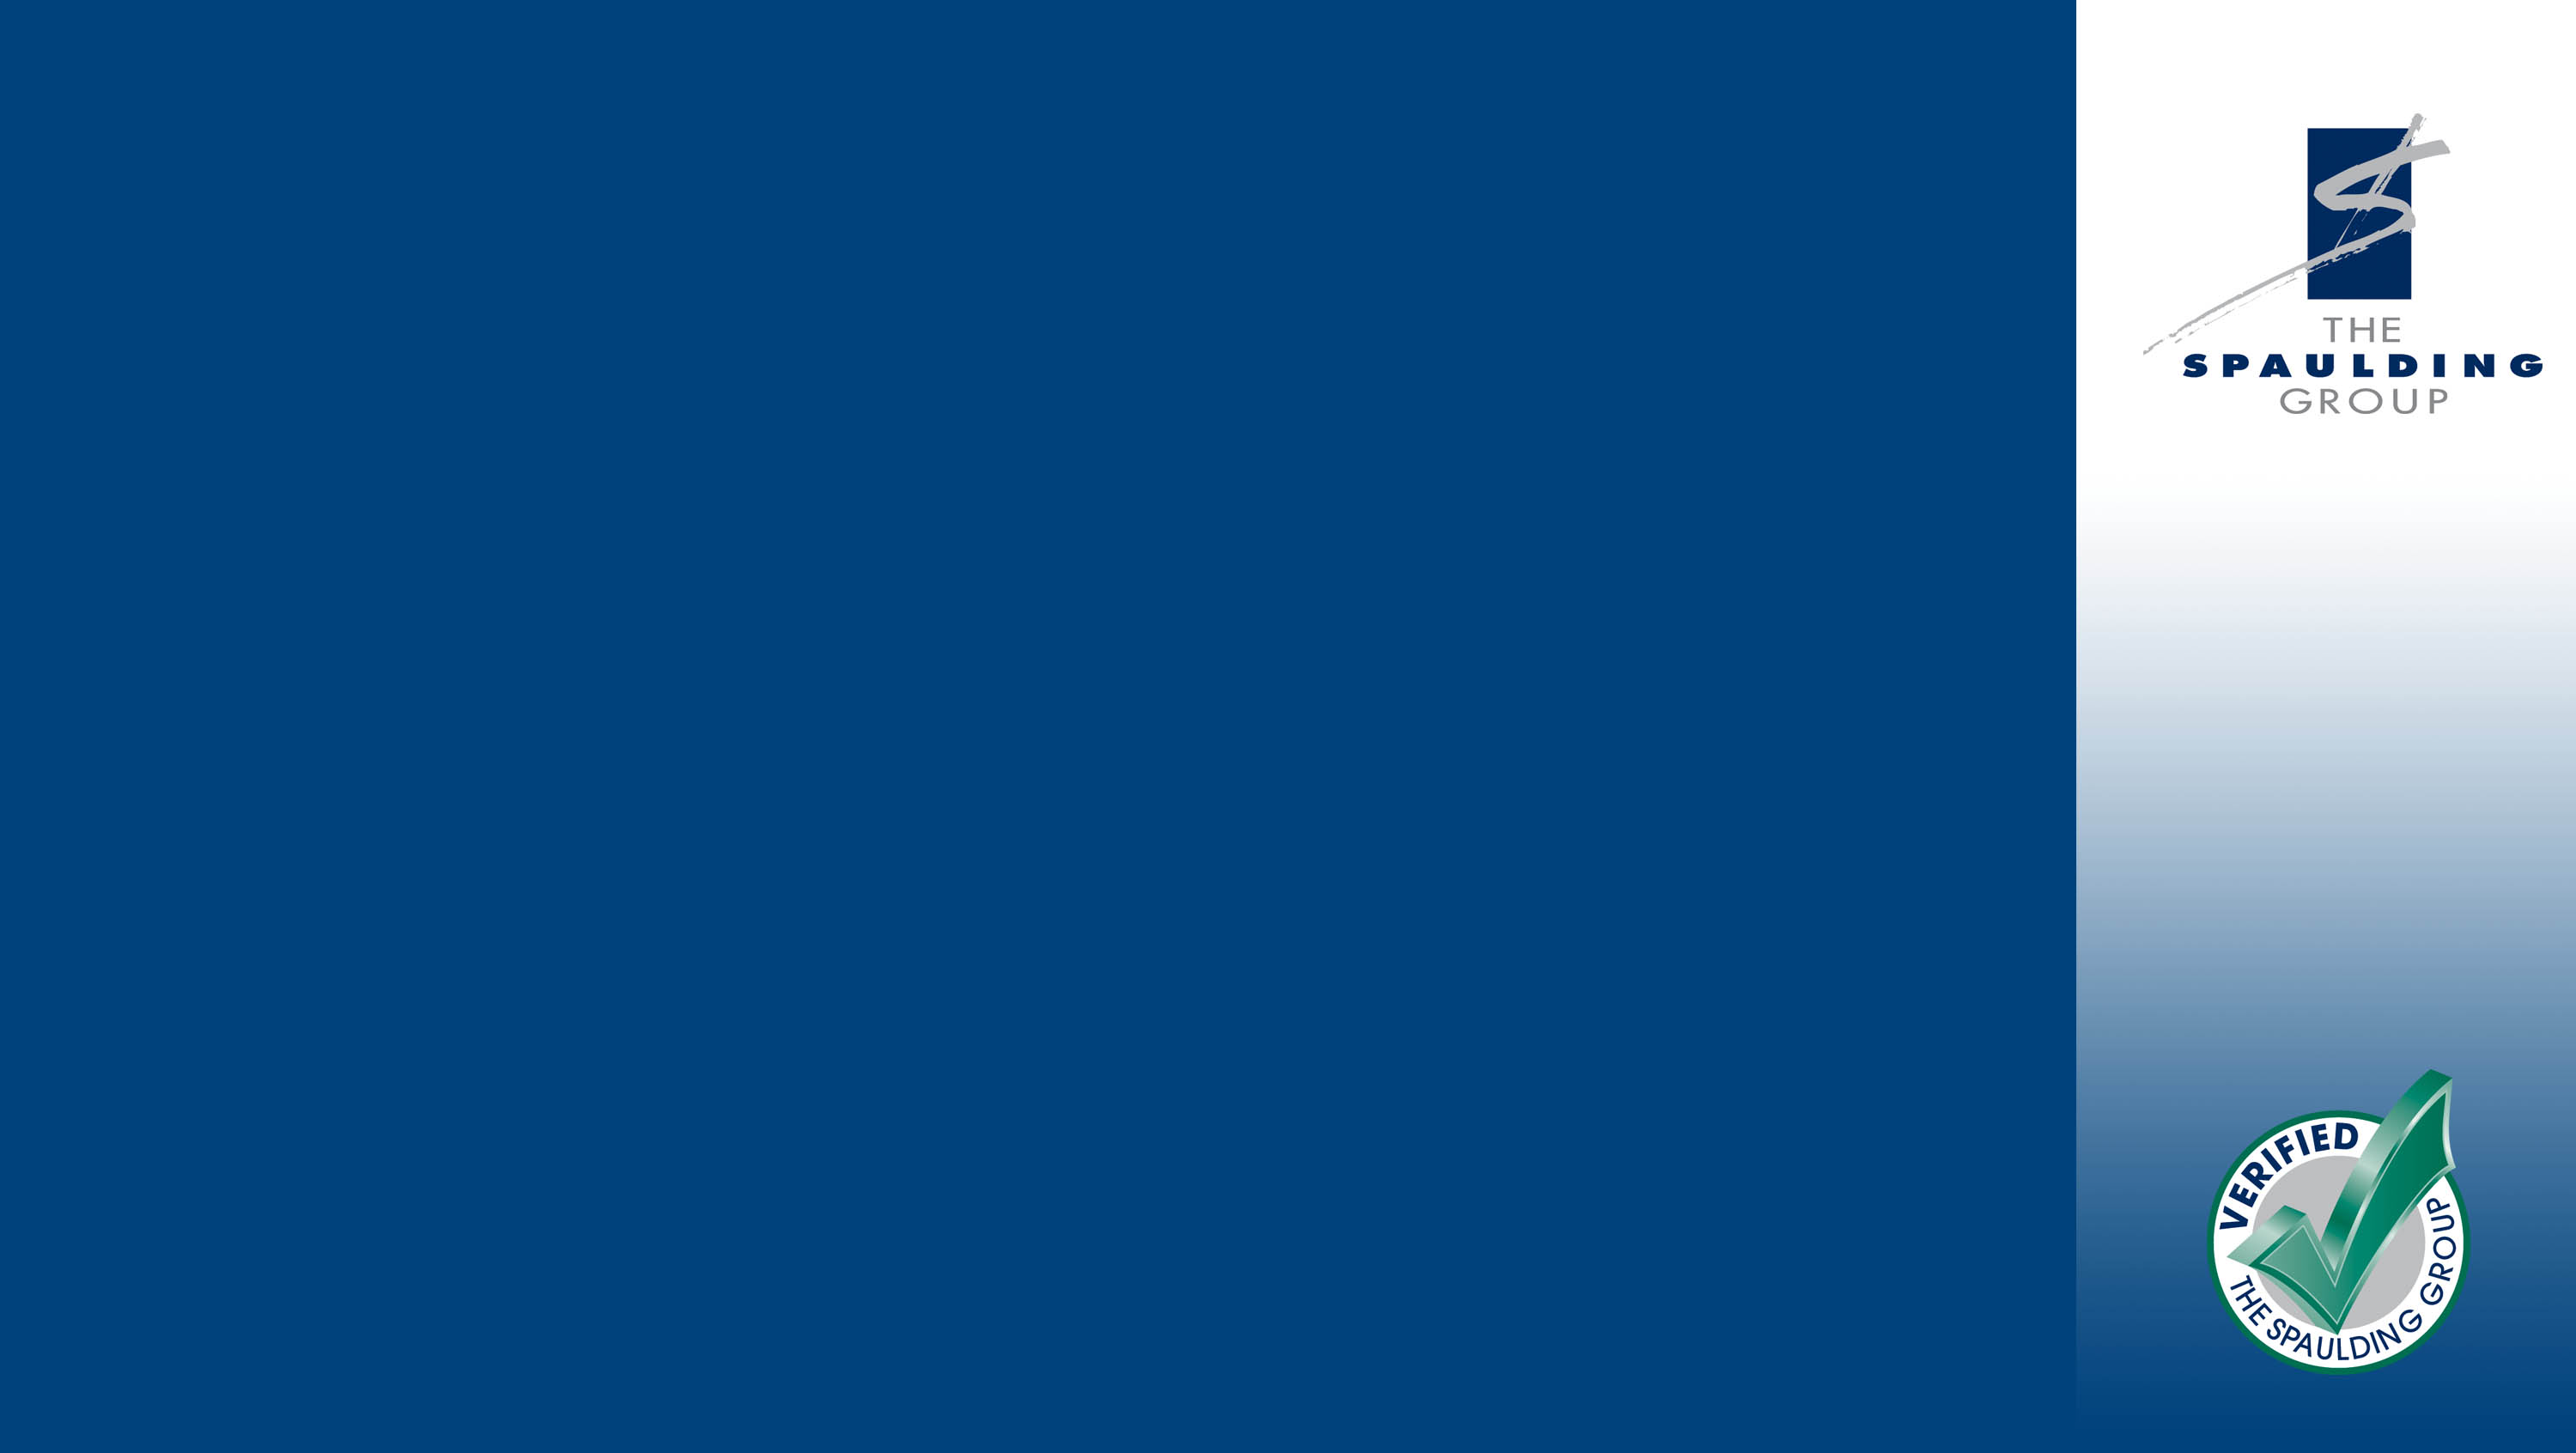 THE
SPAULDING
GROUP
VERIFIED
THE SPAULDING GROUP